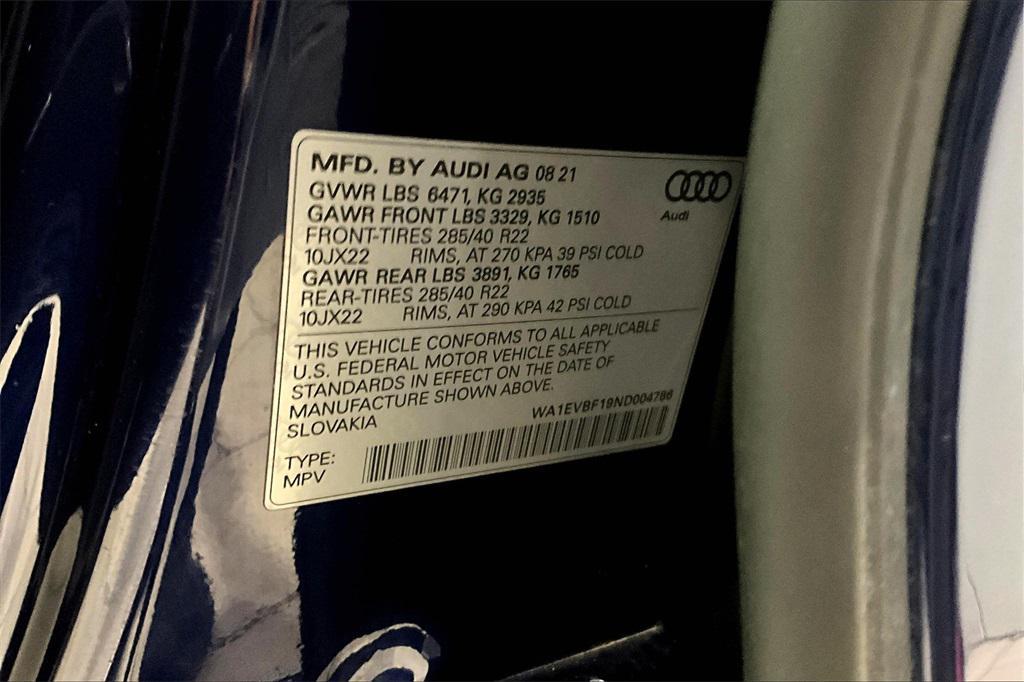 MFD. BY AUDI AG 08 21
GVWR LBS 6471, KG 2935
GAWR FRONT LBS 3329, KG 1510
FRONT-TIRES 285/40 R22
10JX22 RIMS, AT 270 KPA 39 PSI COLD
GAWR REAR LBS 3891, KG 1765
REAR-TIRES 285/40 R22
10JX22 RIMS, AT 290 KPA 42 PSI COLD
Audi
THIS VEHICLE CONFORMS TO ALL APPLICABLE
U.S. FEDERAL MOTOR VEHICLE SAFETY
STANDARDS IN EFFECT ON THE DATE OF
MANUFACTURE SHOWN ABOVE.
SLOVAKIA
WA1EVBF19ND004786
TYPE:
MPV